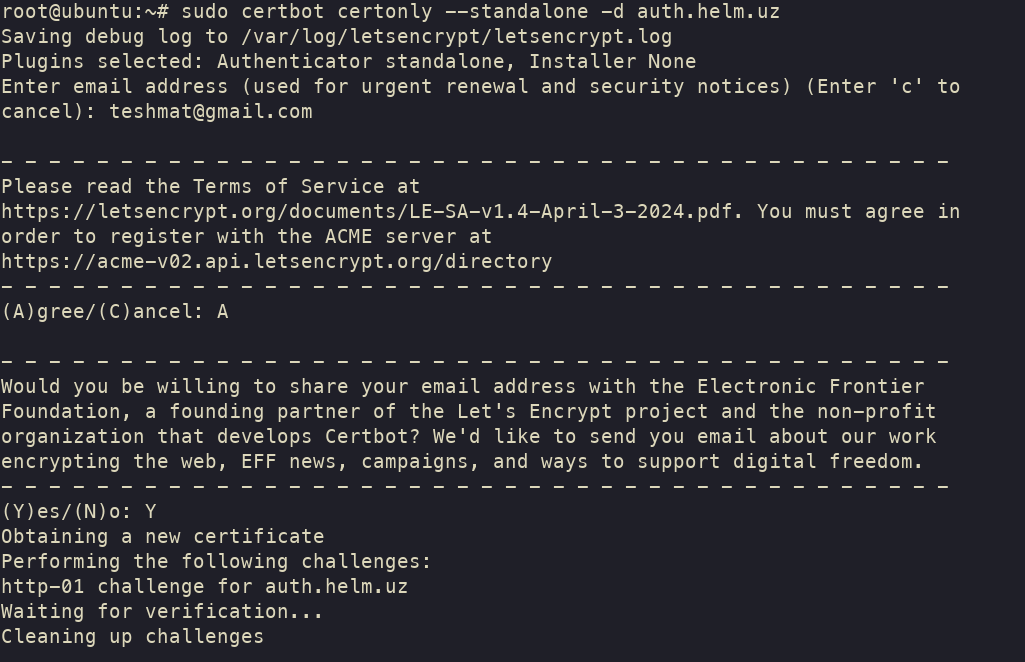 root@ubuntu:~# sudo certbot certonly --standalone -d auth.helm.uz
Saving debug log to /var/log/letsencrypt/letsencrypt.log
Plugins selected: Authenticator standalone, Installer None
Enter email address (used for urgent renewal and security notices) (Enter 'c' to
cancel): teshmat@gmail.com
- - - - - - - - - - - - - - - - - - - - - - - - - - - - - - - - - - - - - - - -
Please read the Terms of Service at
https://letsencrypt.org/documents/LE-SA-v1.4-April-3-2024.pdf. You must agree in
order to register with the ACME server at
https://acme-v02.api.letsencrypt.org/directory
- - - - - - - - - - - - - - - - - - - - - - - - - - - - - - - - - - - - - - - -
(A)gree/(C)ancel: A
- - - - - - - - - - - - - - - - - - - - - - - - - - - - - - - - - - - - - - - -
Would you be willing to share your email address with the Electronic Frontier
Foundation, a founding partner of the Let's Encrypt project and the non-profit
organization that develops Certbot? We'd like to send you email about our work
encrypting the web, EFF news, campaigns, and ways to support digital freedom.
- - - - - - - - - - - - - - - - - - - - - - - - - - - - - - - - - - - - - - - -
(Y)es/(N)o: Y
Obtaining a new certificate
Performing the following challenges:
http-01 challenge for auth.helm.uz
Waiting for verification...
Cleaning up challenges